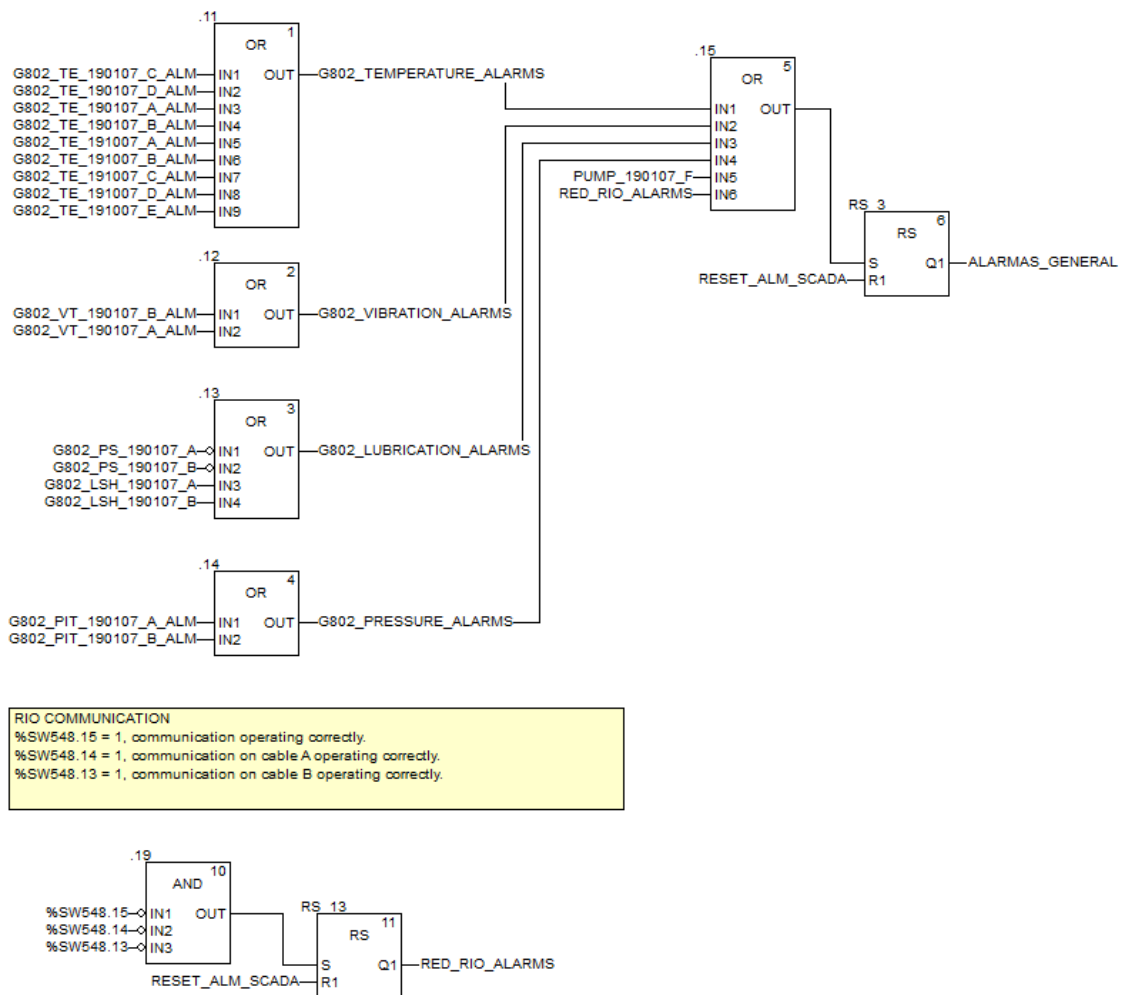 .11
1
OR
G802_TE_190107_C_ALM IN1 OUT G802_TEMPERATURE_ALARMS
G802_TE_190107_D_ALM IN2
G802_TE_190107_A_ALM IN3
G802_TE_190107_B_ALM IN4
G802_TE_191007_A_ALM IN5
G802_TE_191007_B_ALM IN6
G802_TE_191007_C_ALM IN7
G802_TE_191007_D_ALM IN8
G802_TE_191007_E_ALM IN9
.12
2
OR
G802_VT_190107_B_ALM IN1 OUT G802_VIBRATION_ALARMS
G802_VT_190107_A_ALM IN2
.13
3
OR
G802_PS_190107_A IN1 OUT G802_LUBRICATION_ALARMS
G802_PS_190107_B IN2
G802_LSH_190107_A IN3
G802_LSH_190107_B IN4
.14
4
OR
G802_PIT_190107_A_ALM IN1 OUT G802_PRESSURE_ALARMS
G802_PIT_190107_B_ALM IN2
.15
5
OR
IN1 OUT
IN2
IN3
IN4
PUMP_190107_F IN5
RED_RIO_ALARMS IN6
RS_3
6
RS
S Q1 ALARMAS_GENERAL
RESET_ALM_SCADA R1
RIO COMMUNICATION
%SW548.15 = 1, communication operating correctly.
%SW548.14 = 1, communication on cable A operating correctly.
%SW548.13 = 1, communication on cable B operating correctly.
.19
10
AND
%SW548.15 IN1 OUT
%SW548.14 IN2
%SW548.13 IN3
RS_13
11
RS
S Q1 RED_RIO_ALARMS
RESET_ALM_SCADA R1